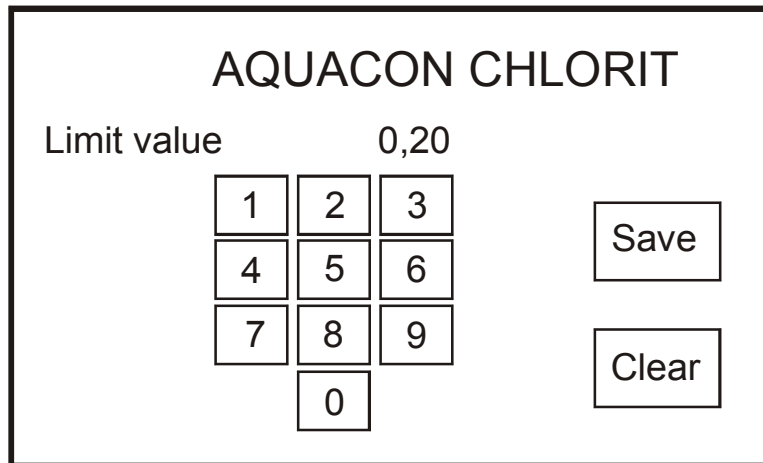 AQUACON CHLORIT
Limit value 0,20
1 2 3
Save
4 5 6
7 8 9
Clear
0